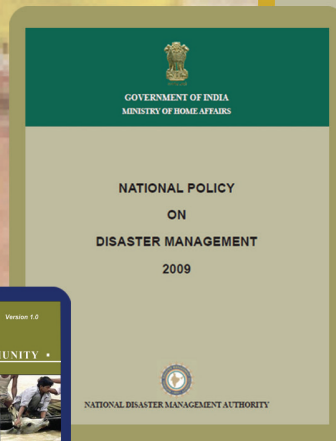 GOVERNMENT OF INDIA
MINISTRY OF HOME AFFAIRS
NATIONAL POLICY
ON
DISASTER MANAGEMENT
2009
NATIONAL DISASTER MANAGEMENT AUTHORITY
Version 1.0
UNITY •